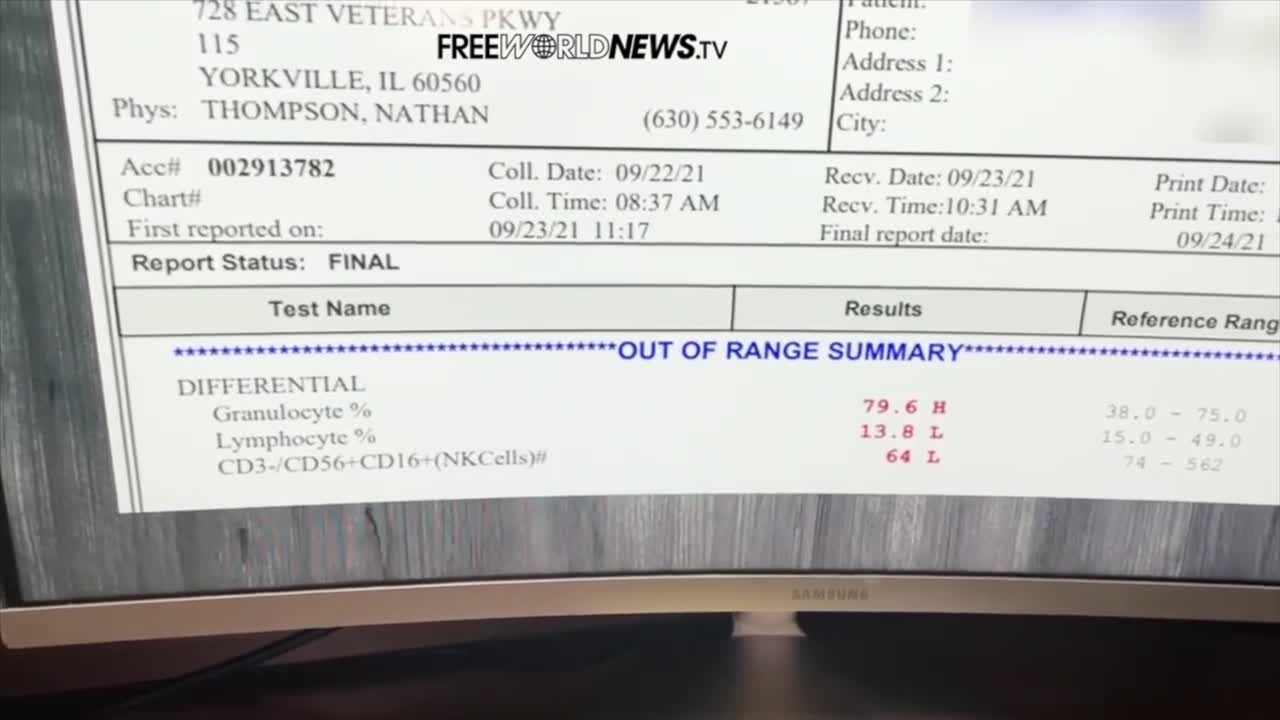 728 EAST VETERANS PKWY
115
YORKVILLE, IL 60560
Phys: THOMPSON, NATHAN (630) 553-6149
FREEWORLDNEWS.TV
Patient:
Phone:
Address 1:
Address 2:
City:
Acc# 002913782 Coll. Date: 09/22/21 Recv. Date: 09/23/21 Print Date:
Chart# Coll. Time: 08:37 AM Recv. Time:10:31 AM Print Time:
First reported on: 09/23/21 11:17 Final report date: 09/24/21
Report Status: FINAL
Test Name Results Reference Rang
OUT OF RANGE SUMMARY
DIFFERENTIAL
Granulocyte % 79.6 H 38.0 - 75.0
Lymphocyte % 13.8 L 15.0 - 49.0
CD3-/CD56+CD16+(NKCells)# 64 L 74 - 562
SAMSUNG